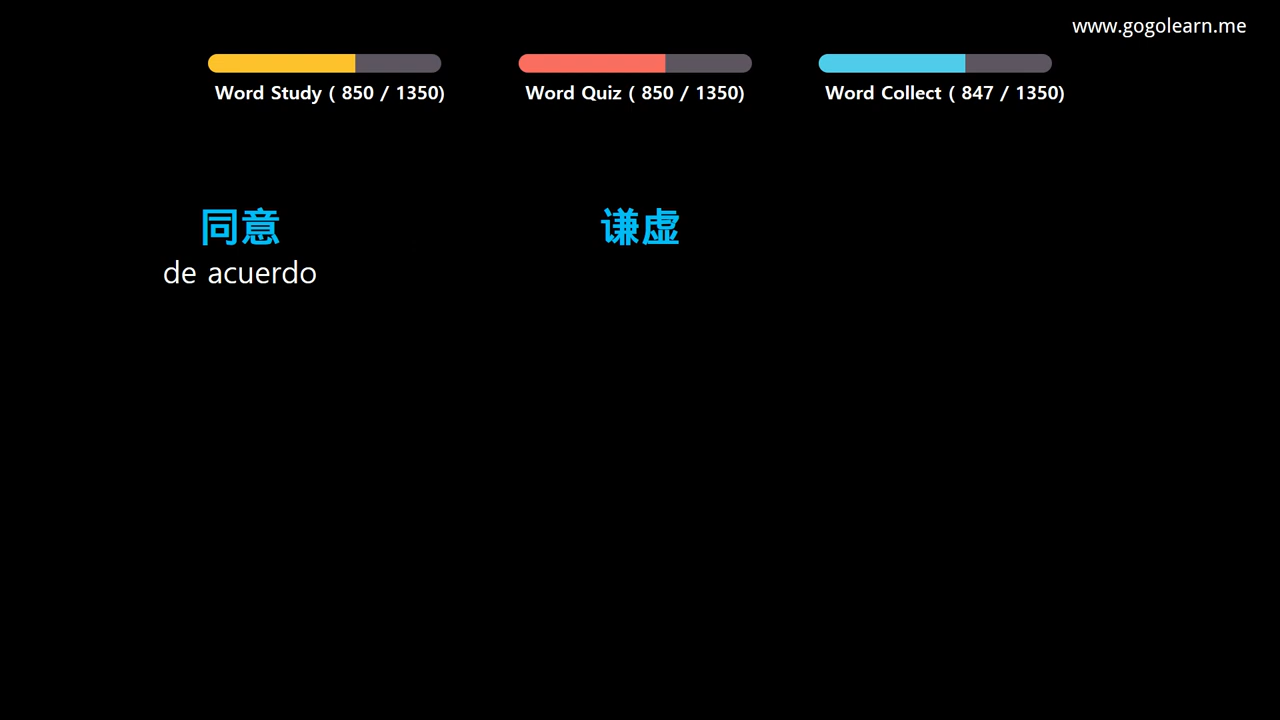 www.gogolearn.me
Word Study ( 850 / 1350)
Word Quiz ( 850 / 1350)
Word Collect ( 847 / 1350)
同意
de acuerdo
谦虚